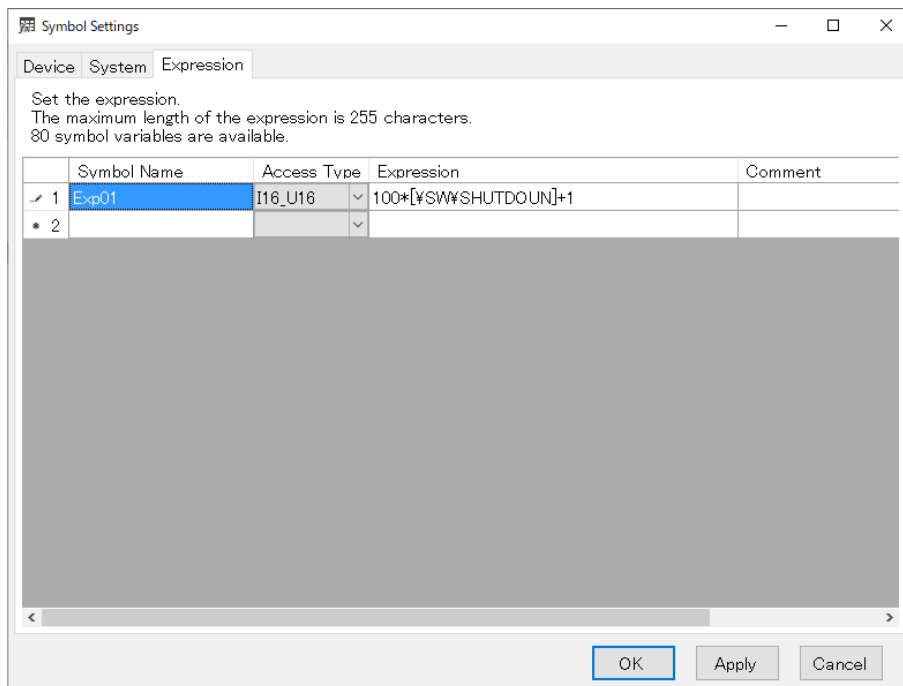 Symbol Settings
Device System Expression
Set the expression.
The maximum length of the expression is 255 characters.
80 symbol variables are available.
Symbol Name Access Type Expression Comment
1 Exp01 I16_U16 100*[¥SW¥SHUTDOUN]+1
* 2
OK Apply Cancel